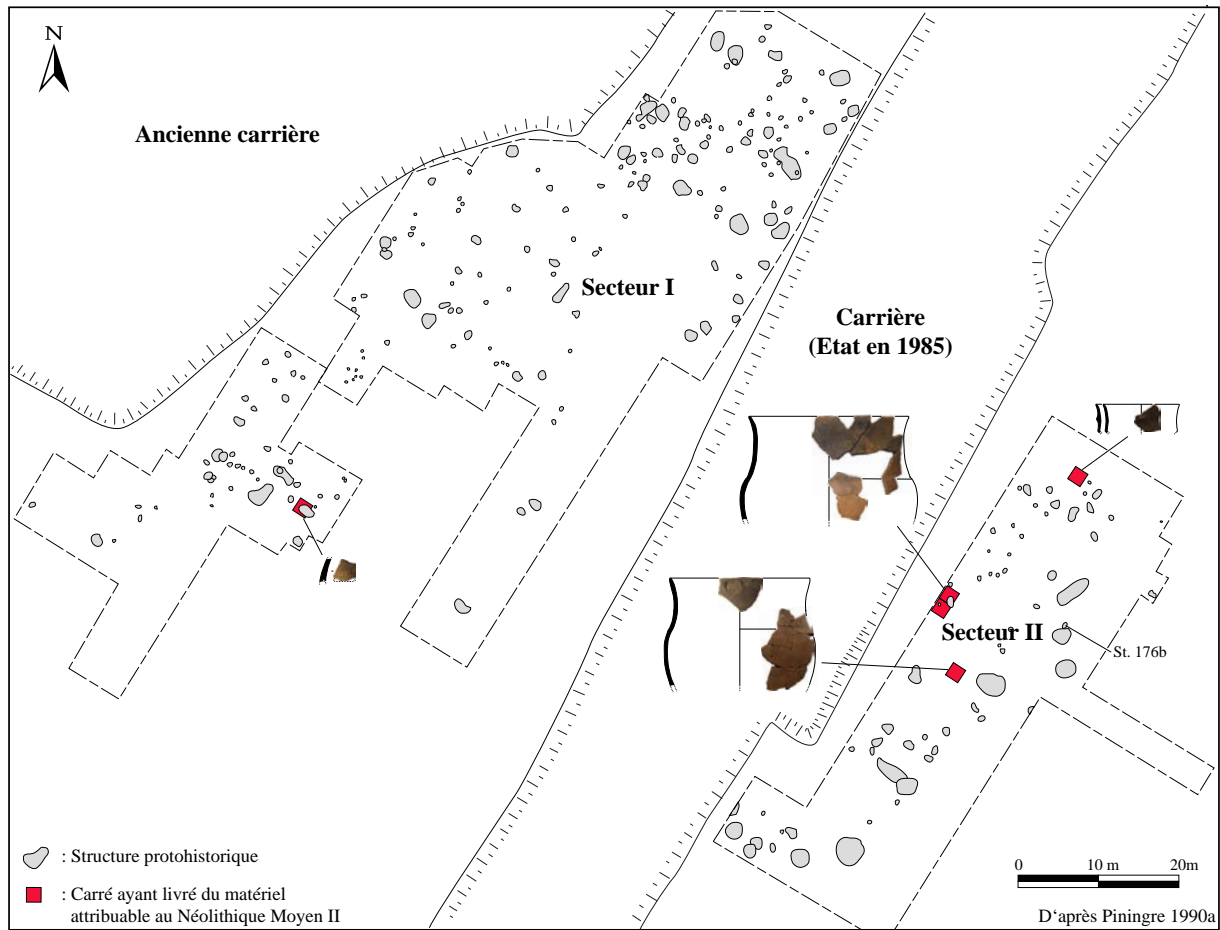 N
Ancienne carrière
Secteur I
Carrière
(Etat en 1985)
Secteur II
St. 176b
: Structure protohistorique
: Carré ayant livré du matériel
attribuable au Néolithique Moyen II
0 10 m 20m
D'après Piningre 1990a